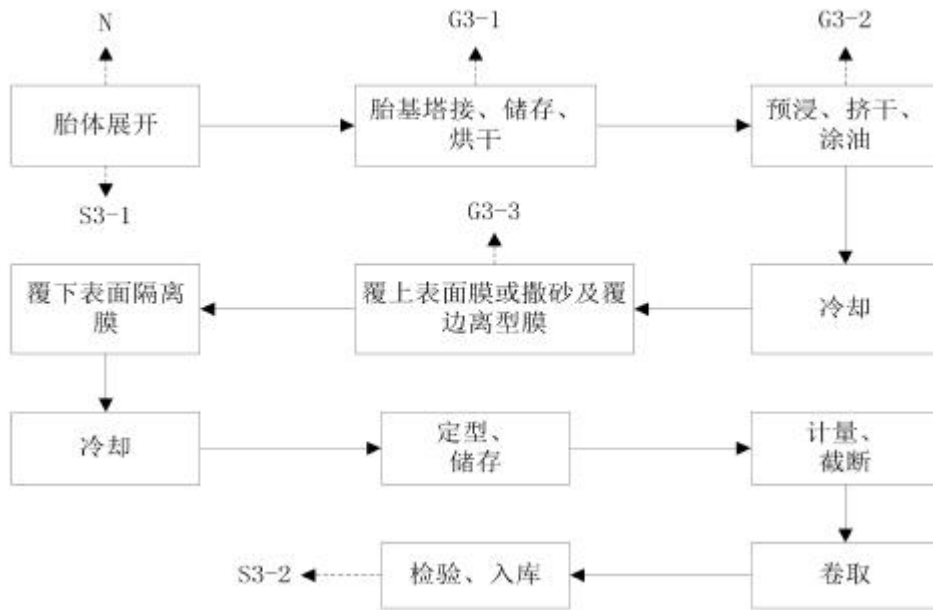 N
G3-1
G3-2
胎体展开
胎基塔接、储存、
烘干
预浸、挤干、
涂油
S3-1
G3-3
覆下表面隔离
膜
覆上表面膜或撒砂及覆
边离型膜
冷却
冷却
定型、
储存
计量、
截断
S3-2
检验、入库
卷取